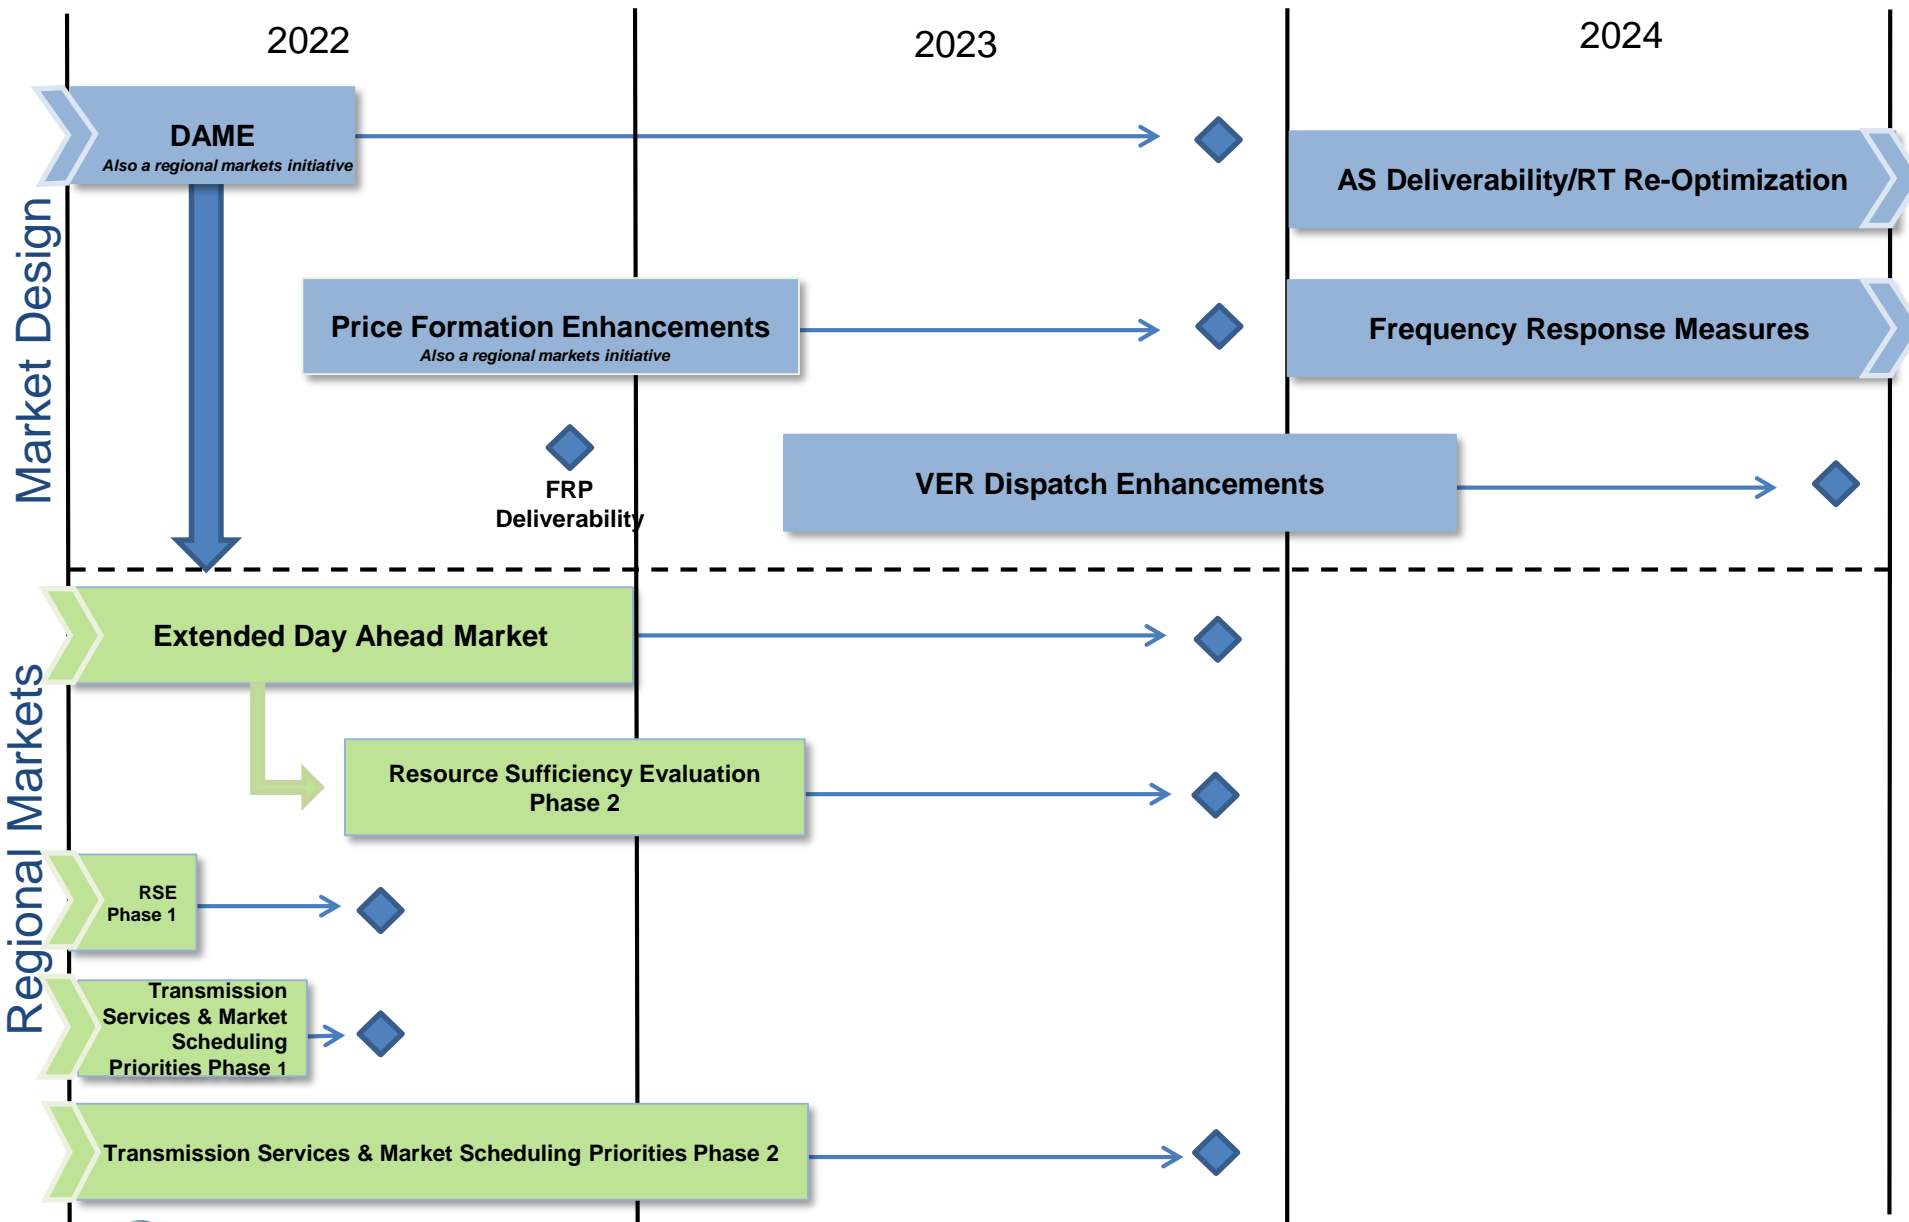 2022
2023
2024
Market Design
DAME
Also a regional markets initiative
AS Deliverability/RT Re-Optimization
Price Formation Enhancements
Also a regional markets initiative
Frequency Response Measures
FRP
Deliverability
VER Dispatch Enhancements
Regional Markets
Extended Day Ahead Market
Resource Sufficiency Evaluation
Phase 2
RSE
Phase 1
Transmission
Services & Market
Scheduling
Priorities Phase 1
Transmission Services & Market Scheduling Priorities Phase 2